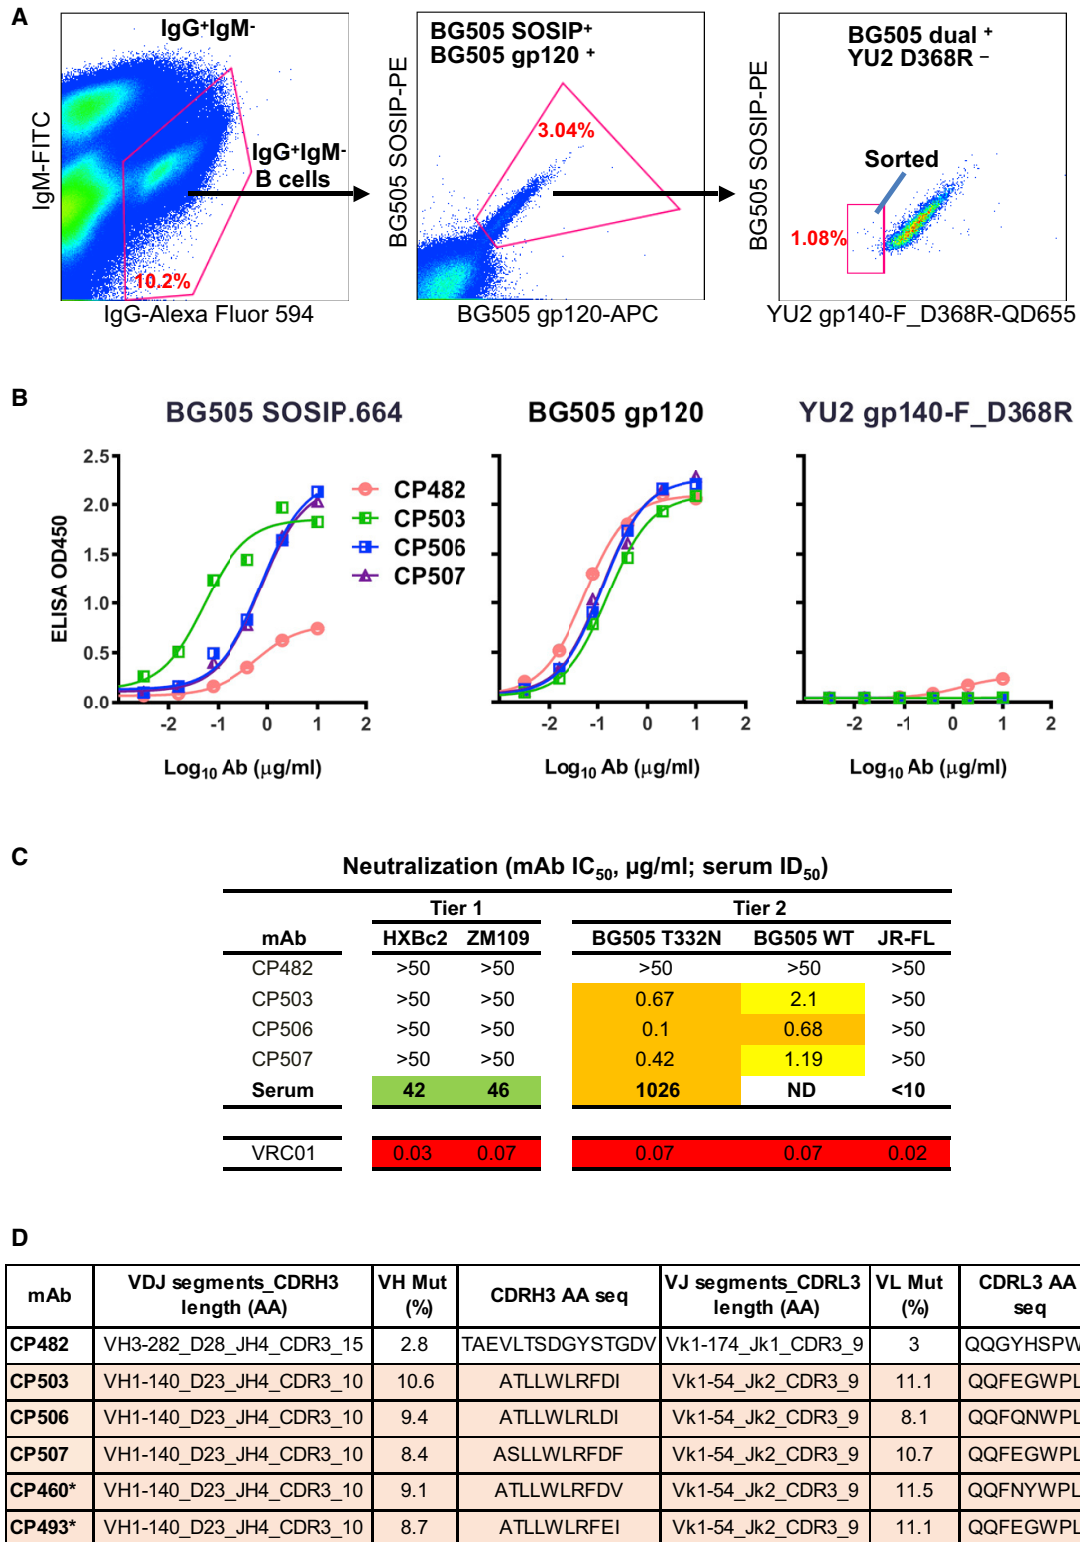 A
IgG+IgM-
IgM-FITC
10.2%
IgG+IgM-
B cells
IgG-Alexa Fluor 594
BG505 SOSIP+
BG505 gp120 +
BG505 SOSIP-PE
3.04%
BG505 gp120-APC
BG505 dual +
YU2 D368R −
BG505 SOSIP-PE
Sorted
1.08%
YU2 gp140-F_D368R-QD655
B
BG505 SOSIP.664
BG505 gp120
YU2 gp140-F_D368R
ELISA OD450
2.5
2.0
1.5
1.0
0.5
0.0
-2 -1 0 1 2
Log10 Ab (µg/ml)
CP482
CP503
CP506
CP507
-2 -1 0 1 2
Log10 Ab (µg/ml)
-2 -1 0 1 2
Log10 Ab (µg/ml)
C
Neutralization (mAb IC50, µg/ml; serum ID50)
Tier 1 Tier 2
mAb HXBc2 ZM109 BG505 T332N BG505 WT JR-FL
CP482 >50 >50 >50 >50 >50
CP503 >50 >50 0.67 2.1 >50
CP506 >50 >50 0.1 0.68 >50
CP507 >50 >50 0.42 1.19 >50
Serum 42 46 1026 ND <10
VRC01 0.03 0.07 0.07 0.07 0.02
D
mAb VDJ segments_CDRH3 length (AA) VH Mut (%) CDRH3 AA seq VJ segments_CDRL3 length (AA) VL Mut (%) CDRL3 AA seq
CP482 VH3-282_D28_JH4_CDR3_15 2.8 TAEVLTSDGYSTGDV Vk1-174_Jk1_CDR3_9 3 QQGYHSPW
CP503 VH1-140_D23_JH4_CDR3_10 10.6 ATLLWLRFDI Vk1-54_Jk2_CDR3_9 11.1 QQFEGWPL
CP506 VH1-140_D23_JH4_CDR3_10 9.4 ATLLWLRLDI Vk1-54_Jk2_CDR3_9 8.1 QQFQNWPL
CP507 VH1-140_D23_JH4_CDR3_10 8.4 ASLLWLRFDF Vk1-54_Jk2_CDR3_9 10.7 QQFEGWPL
CP460* VH1-140_D23_JH4_CDR3_10 9.1 ATLLWLRFDV Vk1-54_Jk2_CDR3_9 11.5 QQFNYWPL
CP493* VH1-140_D23_JH4_CDR3_10 8.7 ATLLWLRFEI Vk1-54_Jk2_CDR3_9 11.1 QQFEGWPL